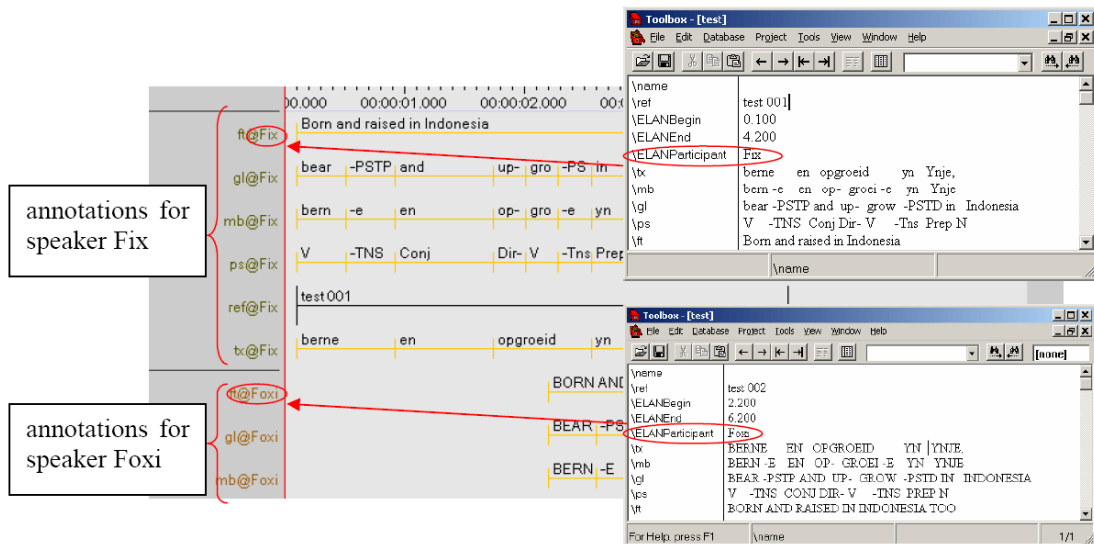 Toolbox - [test]
File Edit Database Project Tools View Window Help
\name
\ref test 001
\ELANBegin 0.100
\ELANEnd 4.200
\ELANParticipant Fix
\tx berne en opgroeid yn Ynje,
\mb bern -e en op- groei -e yn Ynje
\gl bear -PSTP and up- grow -PSTD in Indonesia
\ps V -TNS Conj Dir- V -Tns Prep N
\ft Born and raised in Indonesia
\name
00.000 00:00:01.000 00:00:02.000 00:
ft@Fix Born and raised in Indonesia
gl@Fix bear -PSTP and up- gro -PS in
mb@Fix bern -e en op- gro -e yn
ps@Fix V -TNS Conj Dir- V -Tns Prep
ref@Fix test 001
tx@Fix berne en opgroeid yn
ft@Foxi BORN AND
gl@Foxi BEAR -PS
mb@Foxi BERN -E
annotations for
speaker Fix
annotations for
speaker Foxi
Toolbox - [test]
File Edit Database Project Tools View Window Help
[none]
\name
\ref test 002
\ELANBegin 2.200
\ELANEnd 6.200
\ELANParticipant Foxi
\tx BERNE EN OPGROEID YN YNJE,
\mb BERN -E EN OP- GROEI -E YN YNJE
\gl BEAR -PSTP AND UP- GROW -PSTD IN INDONESIA
\ps V -TNS CONJ DIR- V -TNS PREP N
\ft BORN AND RAISED IN INDONESIA TOO
For Help, press F1 \name 1/1